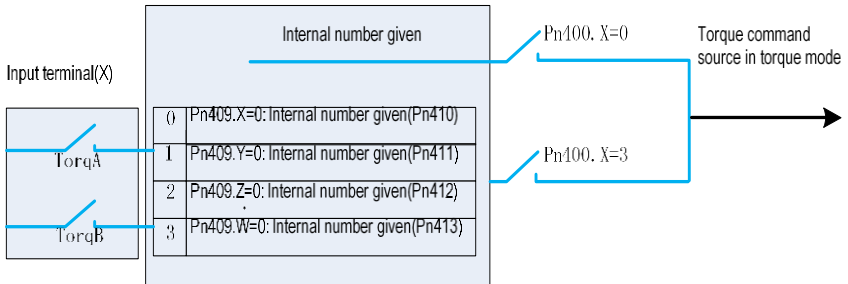 Internal number given
Pn400. X=0
Torque command
source in torque mode
Input terminal(X)
0 Pn409.X=0: Internal number given(Pn410)
TorqA
1 Pn409.Y=0: Internal number given(Pn411)
Pn400. X=3
2 Pn409.Z=0: Internal number given(Pn412)
TorqB
3 Pn409.W=0: Internal number given(Pn413)